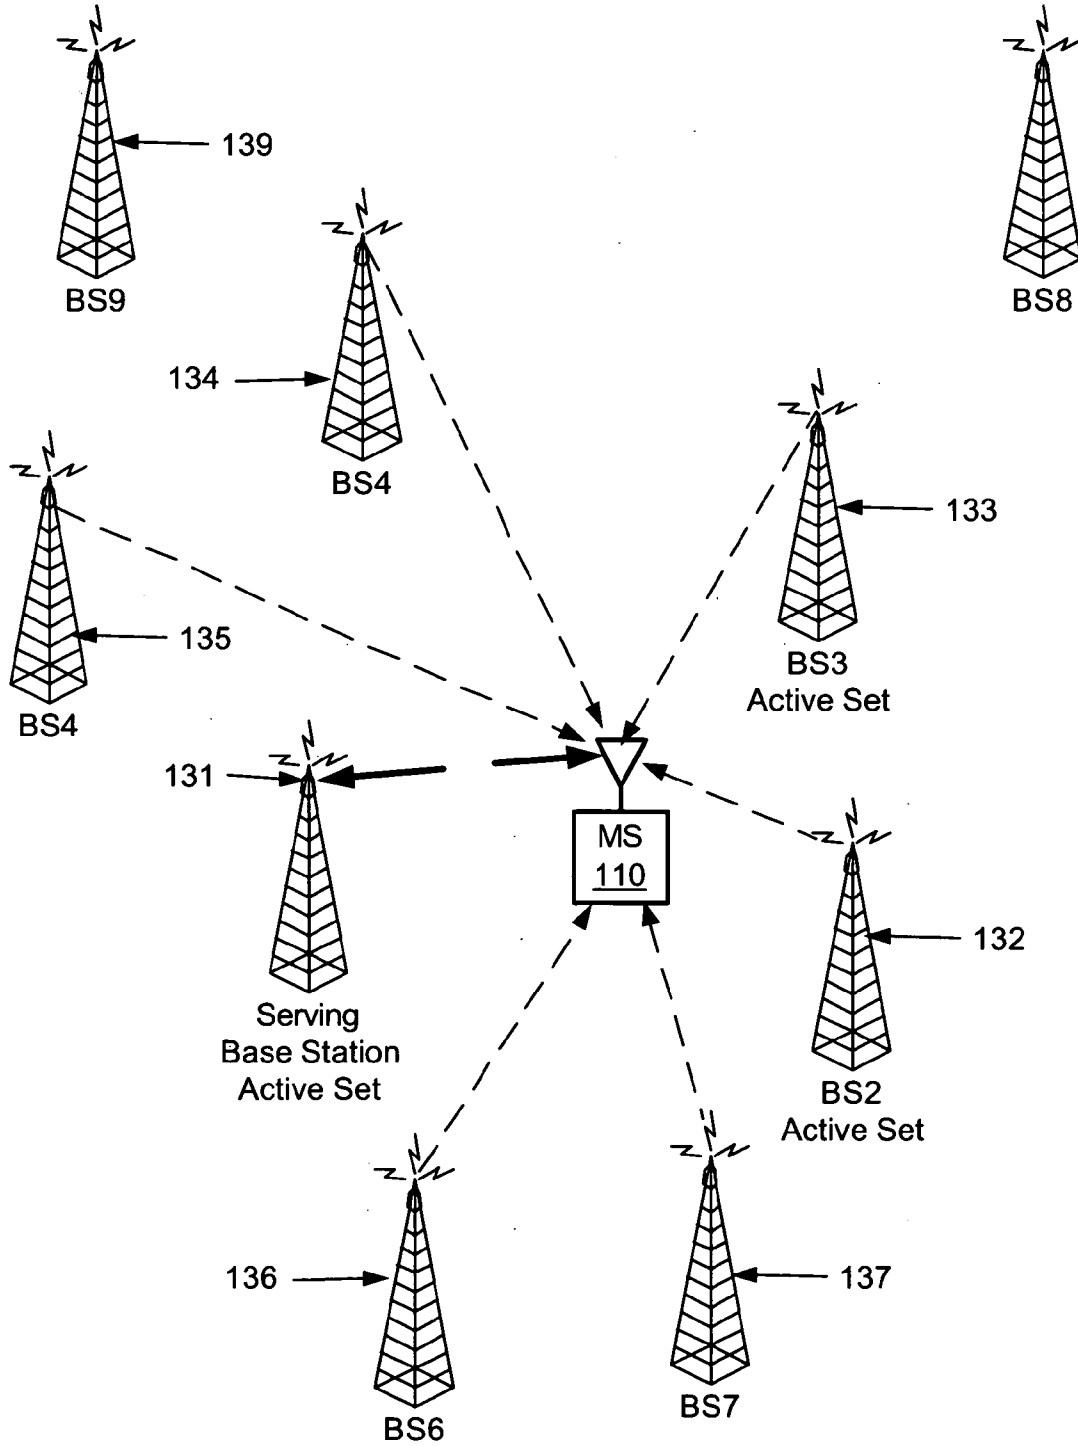 139
BS9
BS8
134
BS4
133
135
BS3
Active Set
BS4
131
MS
110
132
Serving
Base Station
Active Set
BS2
Active Set
136
137
BS6
BS7